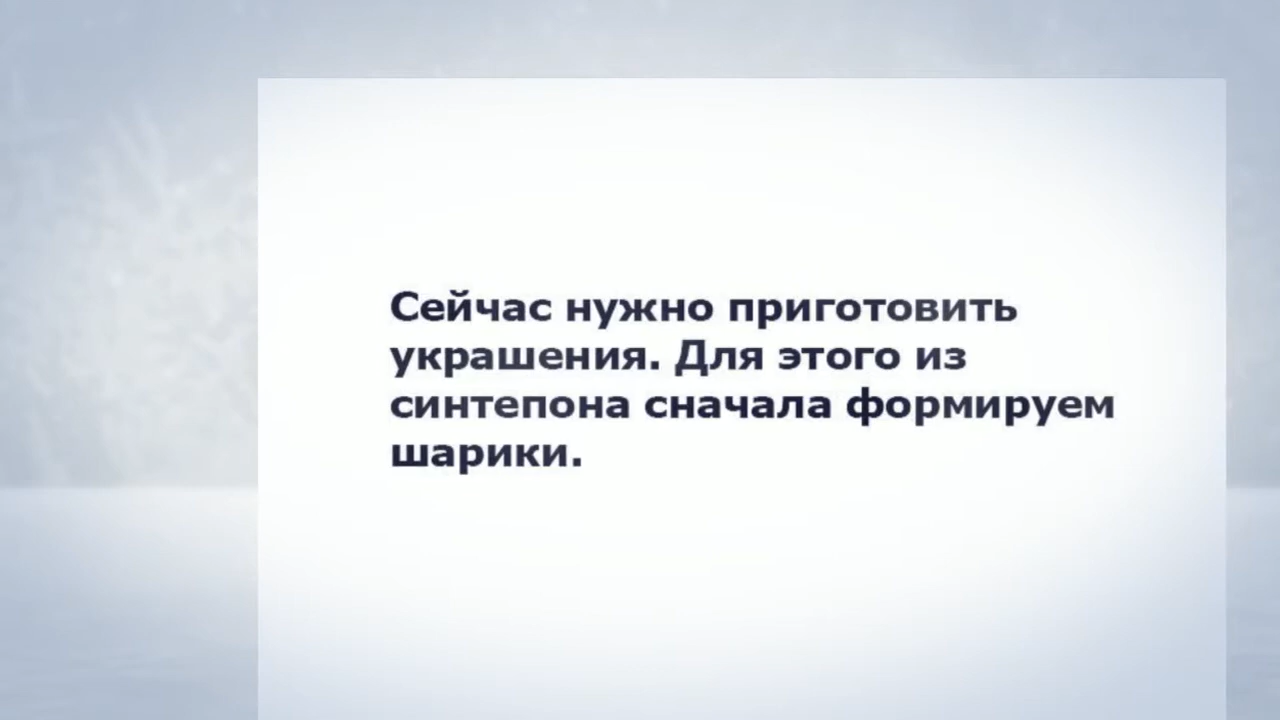 Сейчас нужно приготовить
украшения. Для этого из
синтепона сначала формируем
шарики.